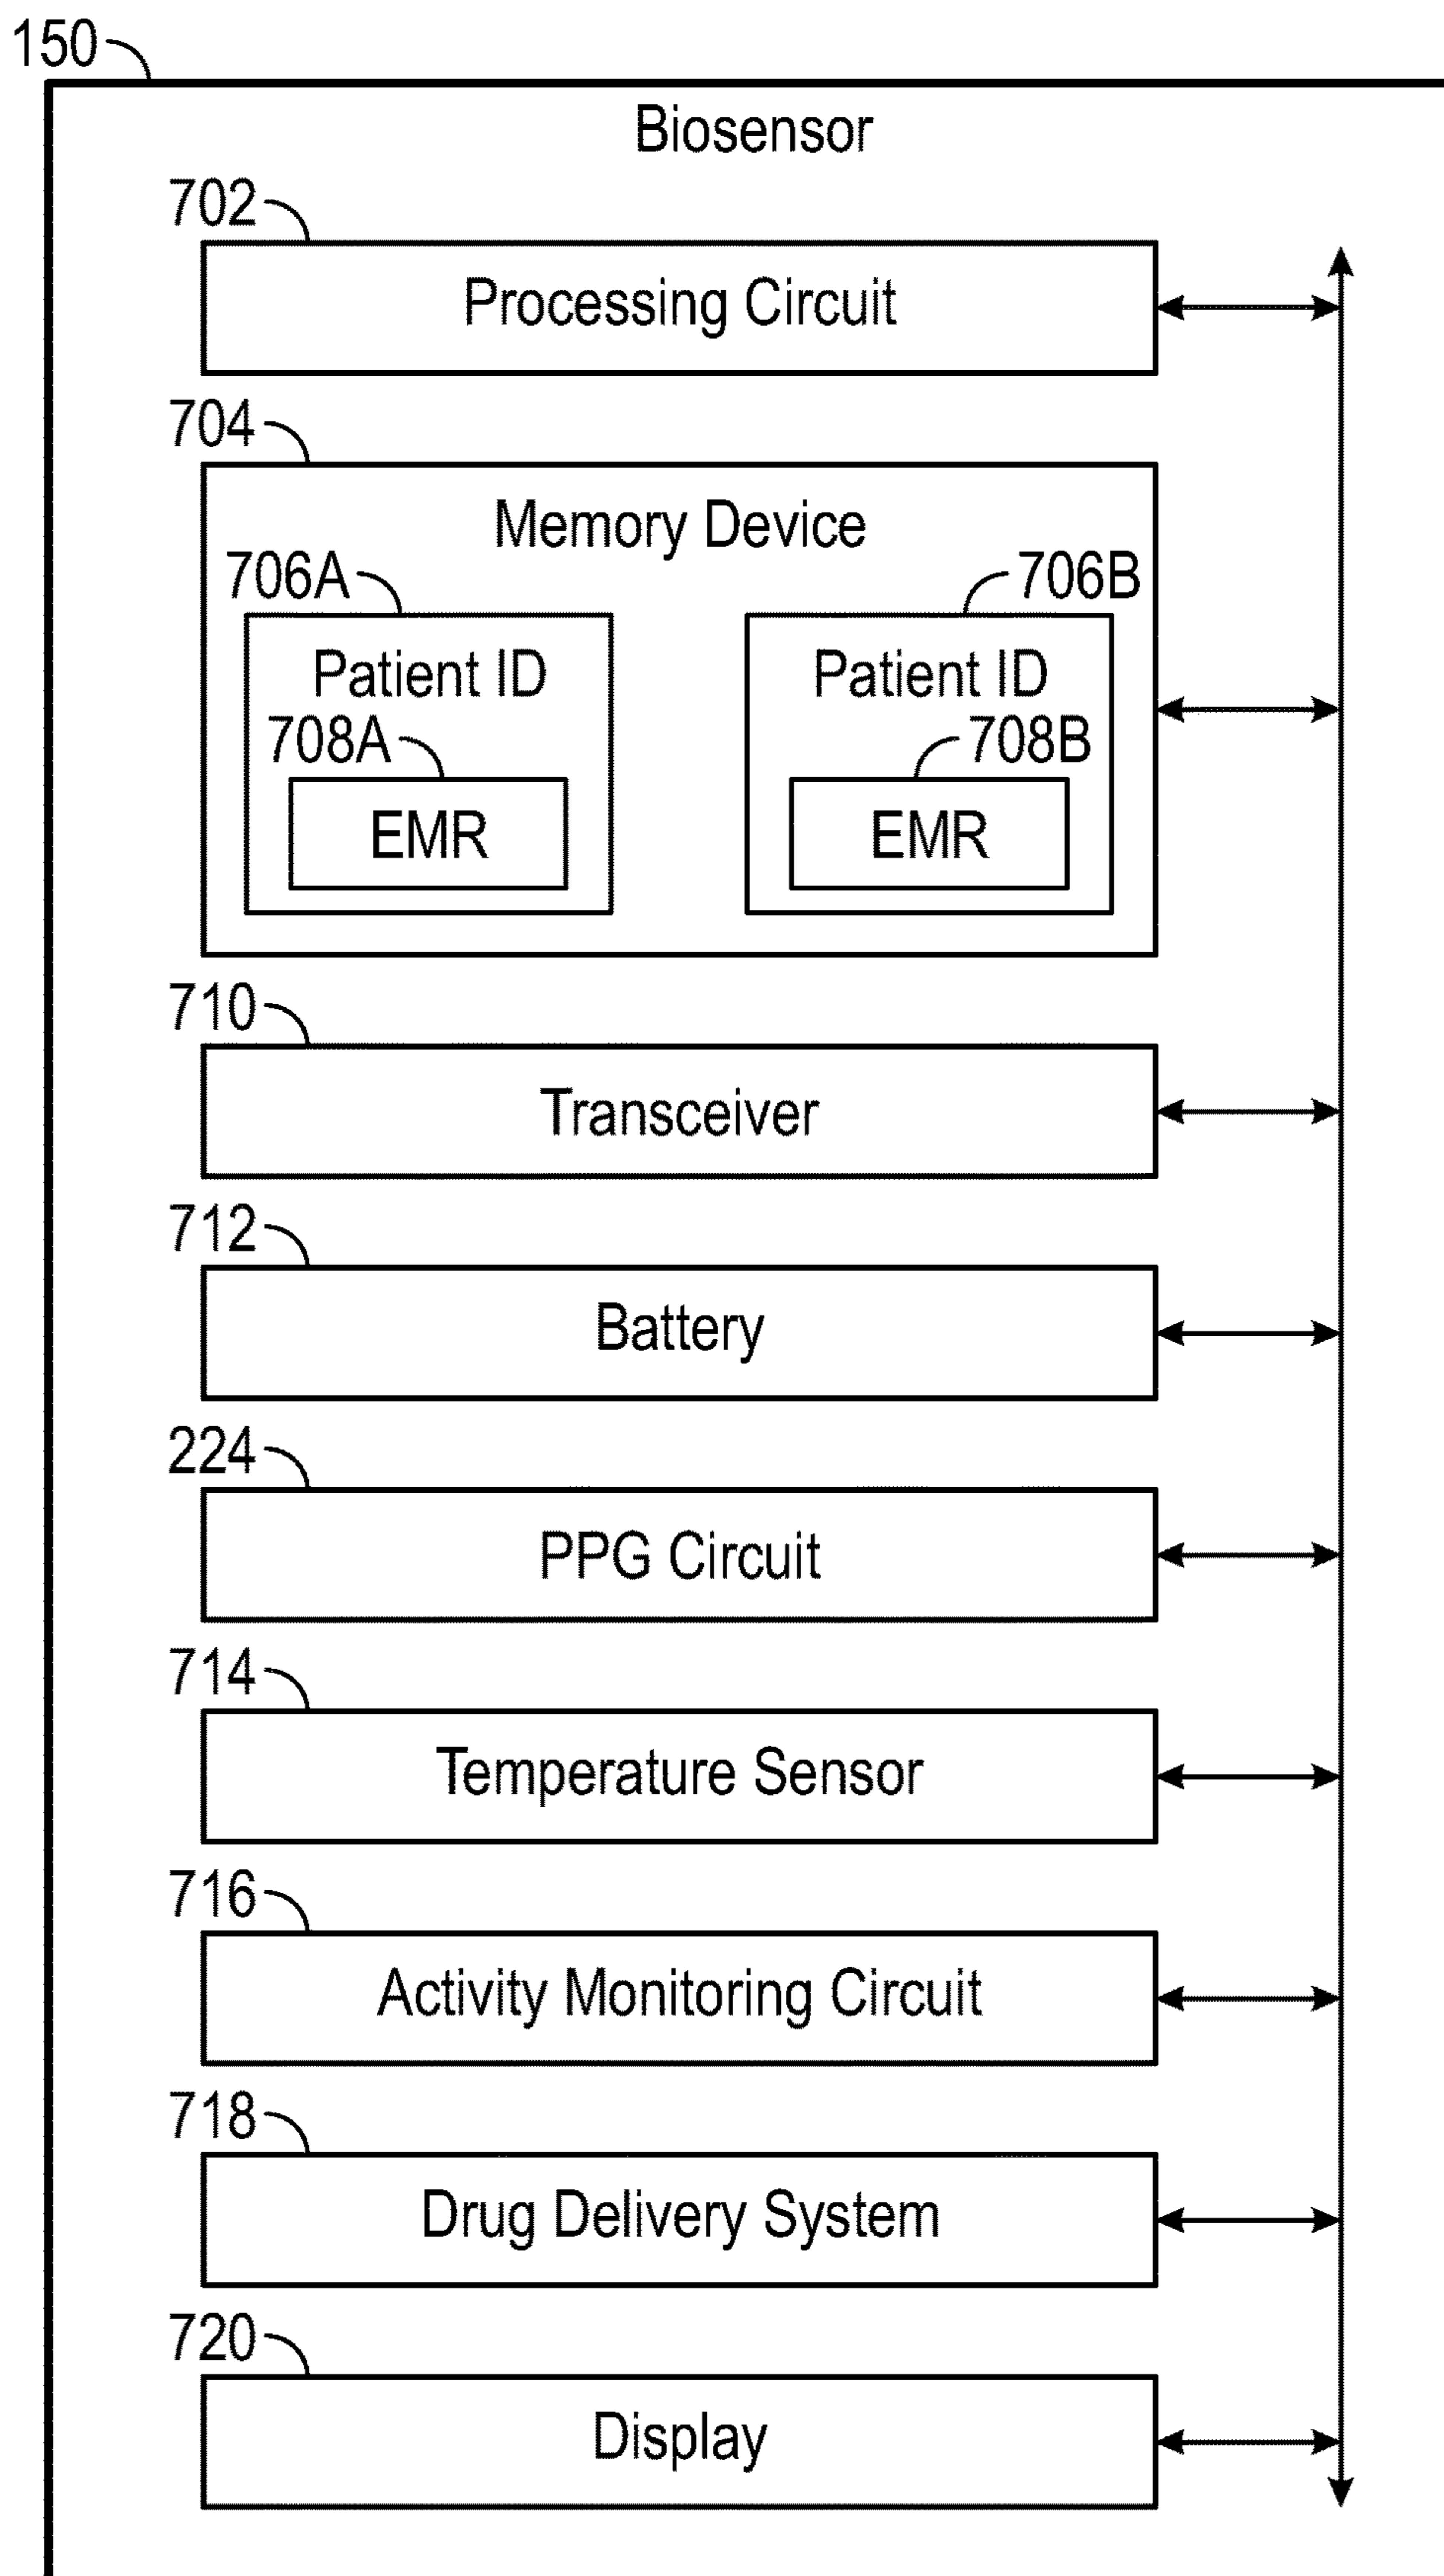 150
Biosensor
702
Processing Circuit
704
Memory Device
706A 706B
Patient ID Patient ID
708A 708B
EMR EMR
710
Transceiver
712
Battery
224
PPG Circuit
714
Temperature Sensor
716
Activity Monitoring Circuit
718
Drug Delivery System
720
Display